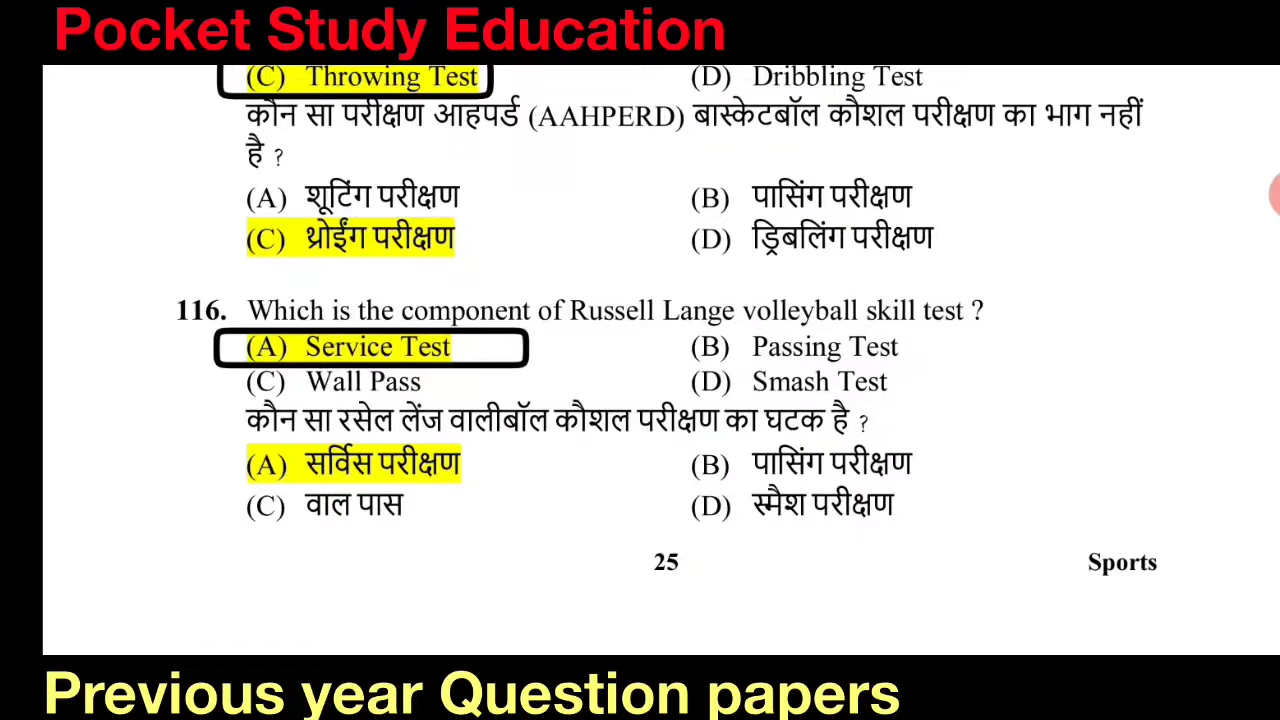 Pocket Study Education
(C) Throwing Test (D) Dribbling Test
कौन सा परीक्षण आहपर्ड (AAHPERD) बास्केटबॉल कौशल परीक्षण का भाग नहीं
है ?
(A) शूटिंग परीक्षण (B) पासिंग परीक्षण
(C) थ्रोईंग परीक्षण (D) ड्रिबलिंग परीक्षण
116. Which is the component of Russell Lange volleyball skill test ?
(A) Service Test (B) Passing Test
(C) Wall Pass (D) Smash Test
कौन सा रसेल लेंज वालीबॉल कौशल परीक्षण का घटक है ?
(A) सर्विस परीक्षण (B) पासिंग परीक्षण
(C) वाल पास (D) स्मैश परीक्षण
25 Sports
Previous year Question papers